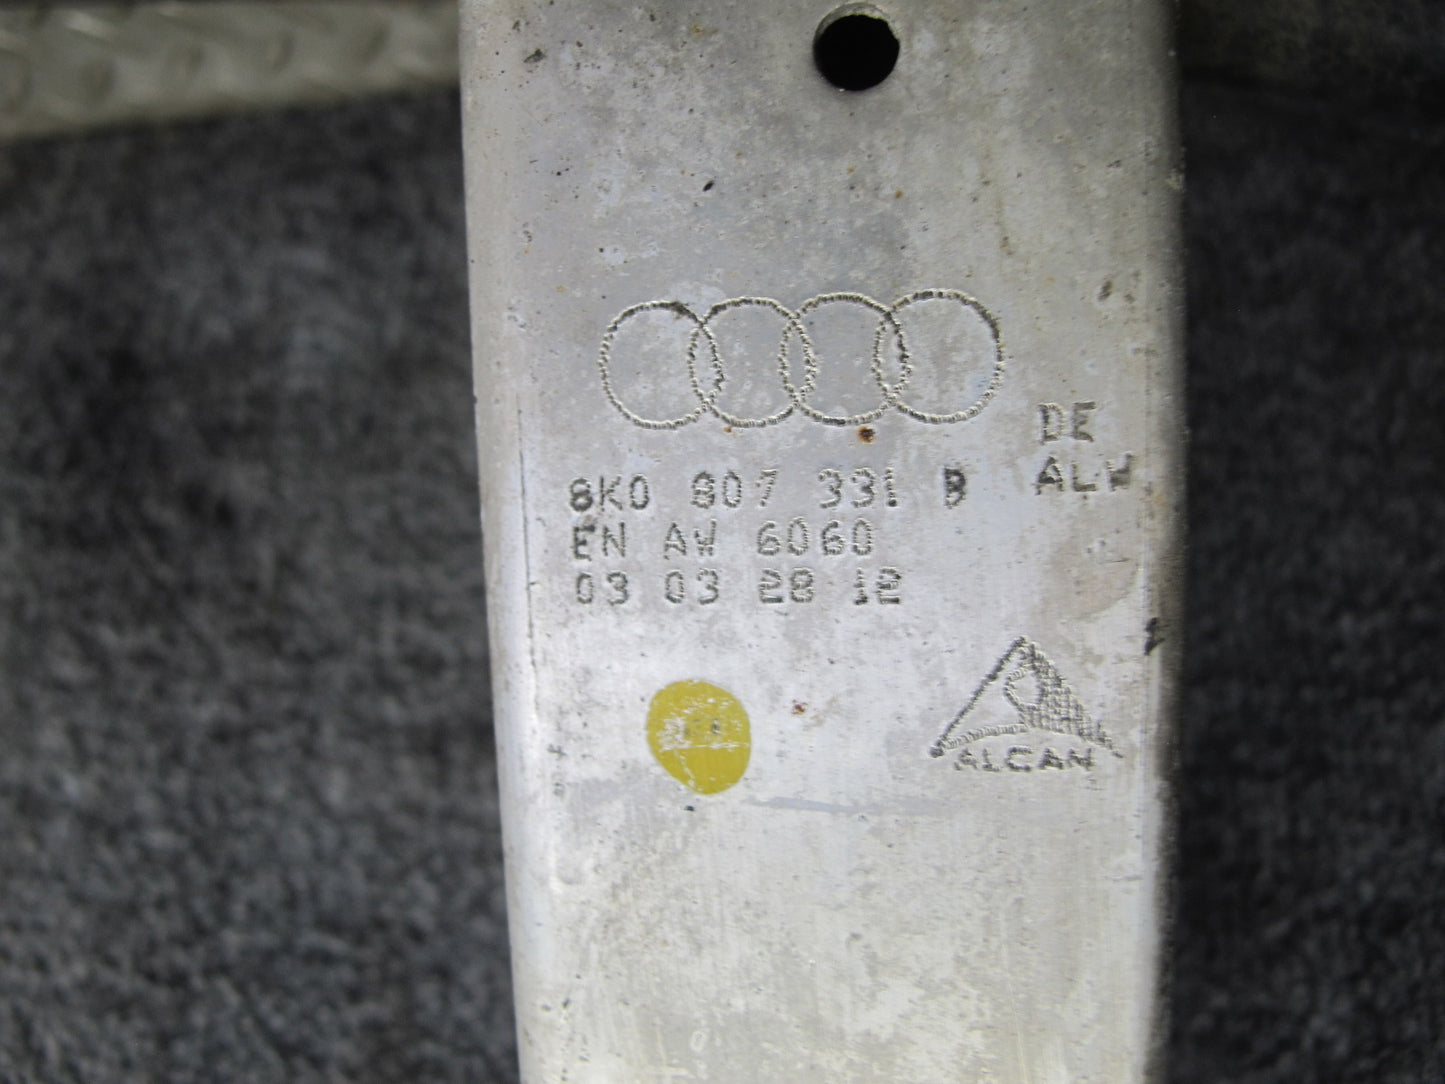 DE
ALW
8K0 807 331 B
EN AW 6060
03 03 28 12
ALCAN